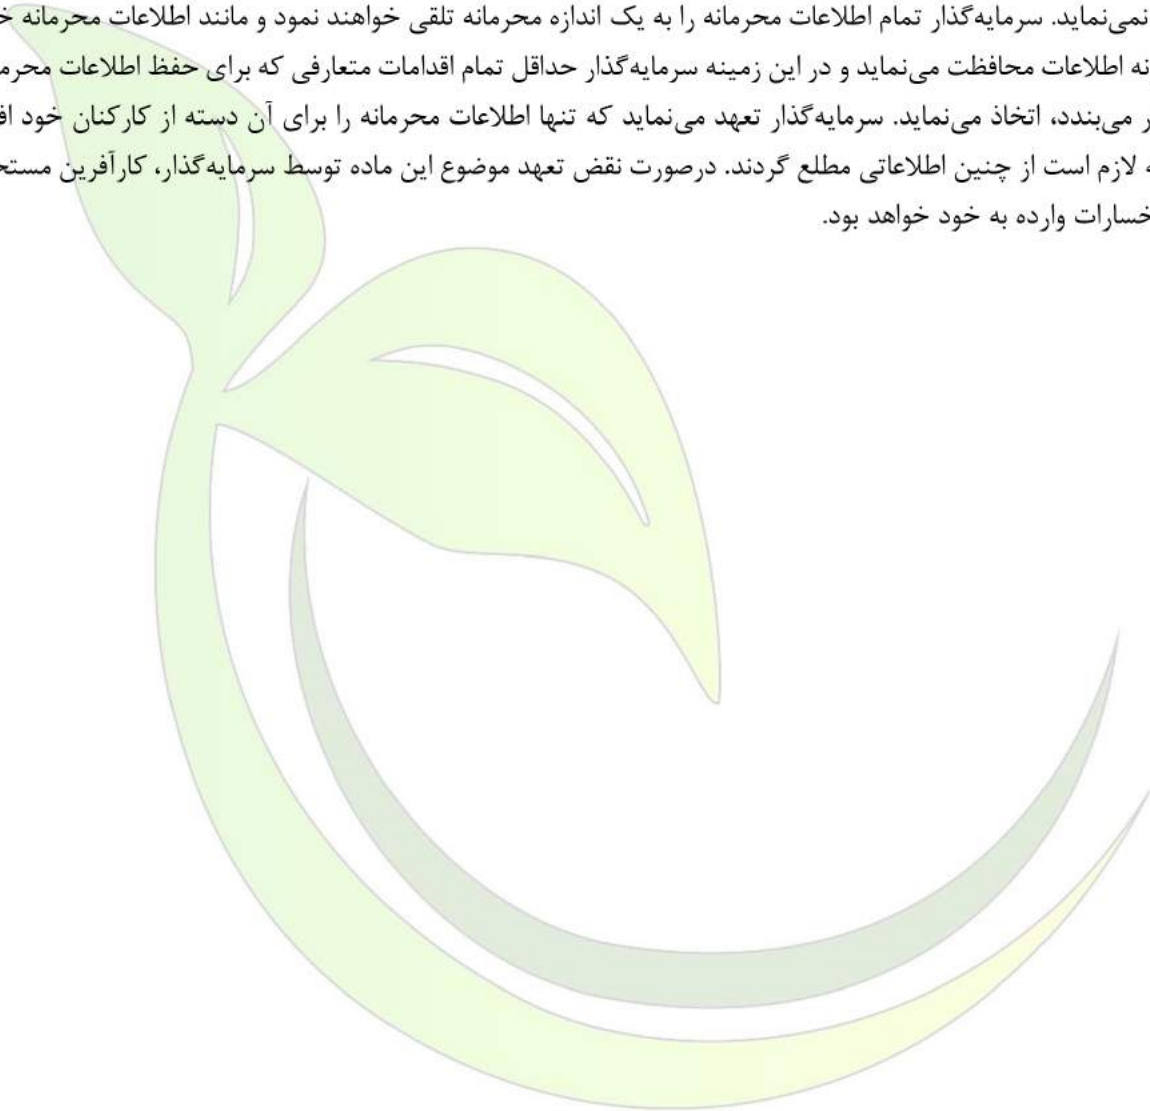 نمی‌نماید. سرمایه‌گذار تمام اطلاعات محرمانه را به یک اندازه محرمانه تلقی خواهند نمود و مانند اطلاعات محرمانه
اطلاعات محافظت می‌نماید و در این زمینه سرمایه‌گذار حداقل تمام اقدامات متعارفی که برای حفظ اطلاعات
می‌بندد، اتخاذ می‌نماید. سرمایه‌گذار تعهد می‌نماید که تنها اطلاعات محرمانه را برای آن دسته از کارکنان خود
لازم است از چنین اطلاعاتی مطلع گردند. درصورت نقض تعهد موضوع این ماده توسط سرمایه‌گذار، کارآفرین
خسارات وارده به خود خواهد بود.